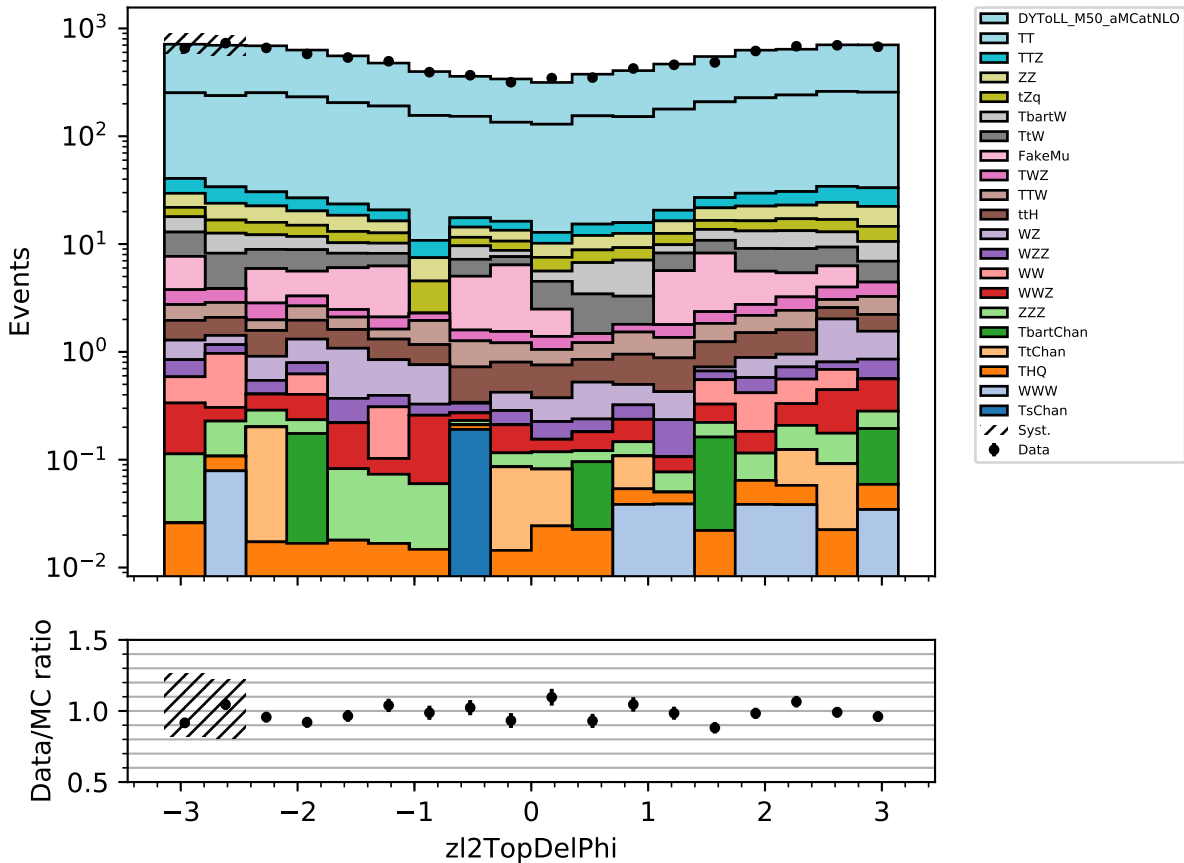 10³
10²
10¹
10⁰
10⁻¹
10⁻²
Events
DYToLL_M50_aMCatNLO
TT
TTZ
ZZ
tZq
TbartW
TtW
FakeMu
TWZ
TTW
ttH
WZ
WZZ
WW
WWZ
ZZZ
TbartChan
TtChan
THQ
WWW
TsChan
Syst.
Data
1.5
1.0
0.5
Data/MC ratio
−3 −2 −1 0 1 2 3
zl2TopDelPhi